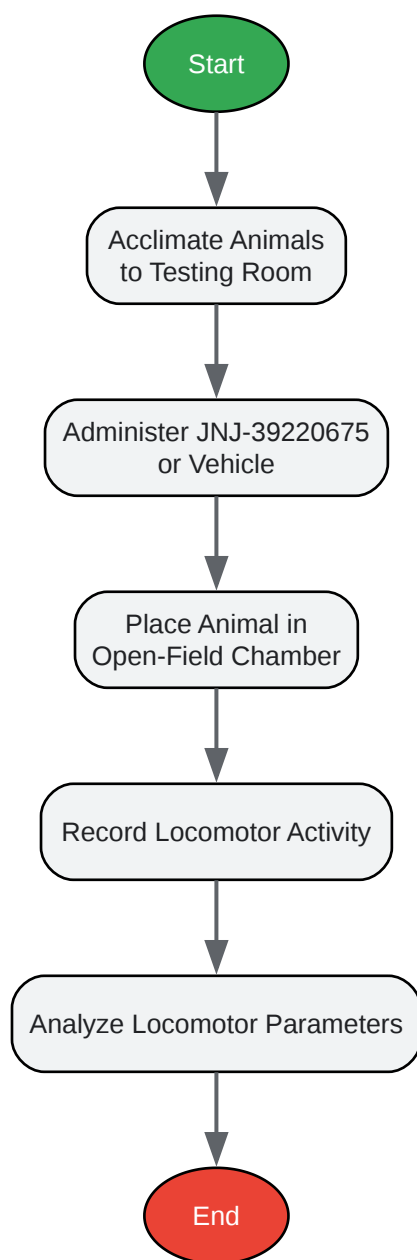 Start
Acclimate Animals
to Testing Room
Administer JNJ-39220675
or Vehicle
Place Animal in
Open-Field Chamber
Record Locomotor Activity
Analyze Locomotor Parameters
End